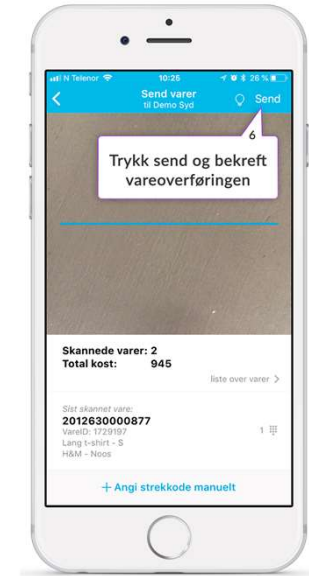 N Telenor 10:25 26 %
Send varer
til Demo Syd
Send
6
Trykk send og bekreft
vareoverføringen
Skannede varer: 2
Total kost: 945
liste over varer >
Sist skannet vare:
2012630000877
VareID: 1729197
Lang t-shirt - S
H&M - Noos
1
+ Angi strekkode manuelt